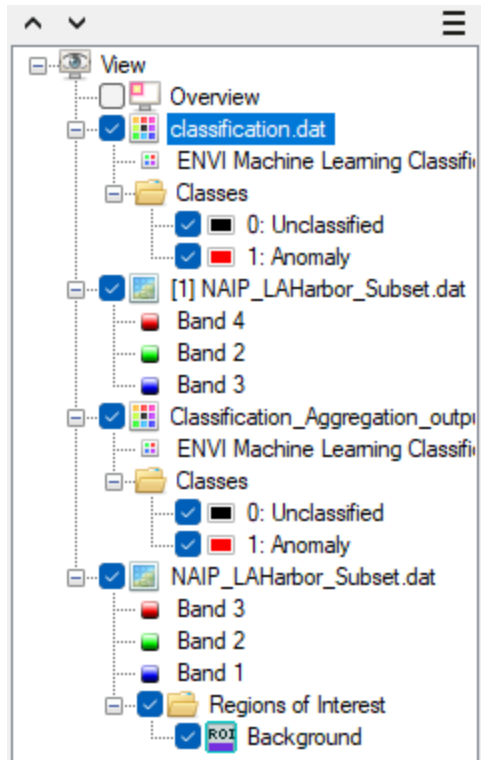 View
Overview
classification.dat
ENVI Machine Learning Classifi
Classes
0: Unclassified
1: Anomaly
[1] NAIP_LAHarbor_Subset.dat
Band 4
Band 2
Band 3
Classification_Aggregation_outpu
ENVI Machine Learning Classifi
Classes
0: Unclassified
1: Anomaly
NAIP_LAHarbor_Subset.dat
Band 3
Band 2
Band 1
Regions of Interest
ROI Background